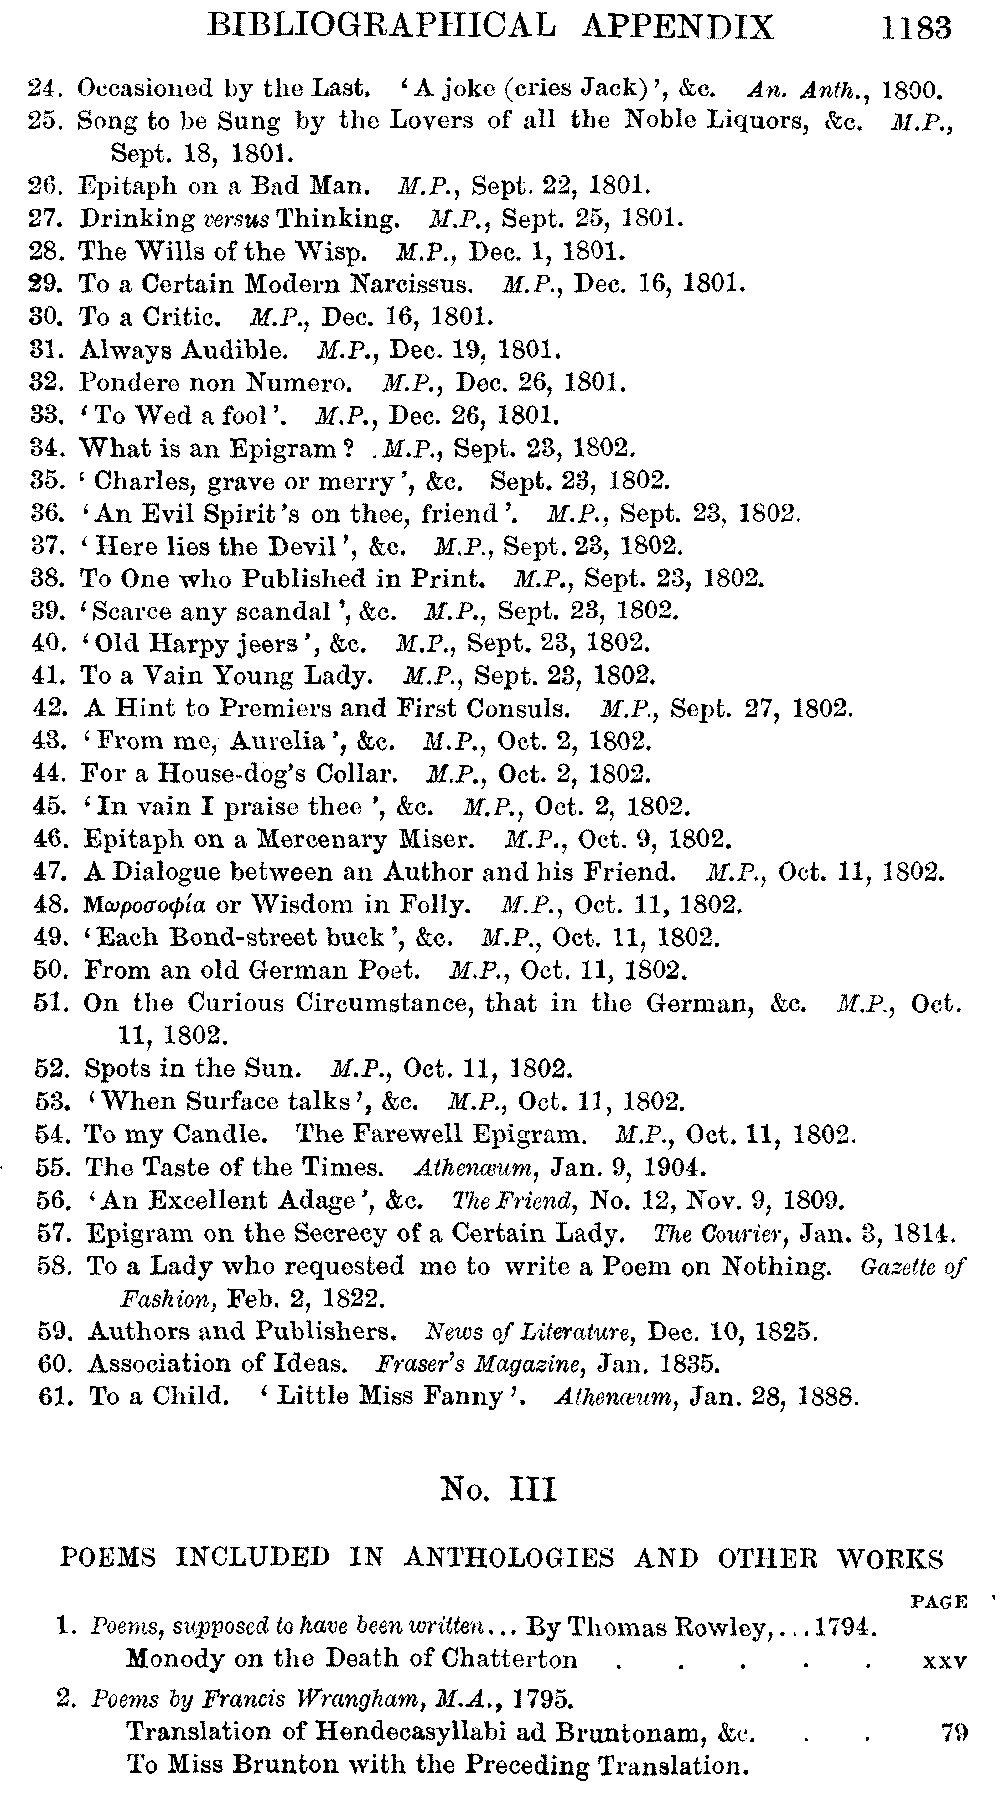 BIBLIOGRAPHICAL APPENDIX 1183
24. Occasioned by the Last. ‘A joke (cries Jack)’, &c. An. Anth., 1800.
25. Song to be Sung by the Lovers of all the Noble Liquors, &c. M.P.,
Sept. 18, 1801.
26. Epitaph on a Bad Man. M.P., Sept. 22, 1801.
27. Drinking versus Thinking. M.P., Sept. 25, 1801.
28. The Wills of the Wisp. M.P., Dec. 1, 1801.
29. To a Certain Modern Narcissus. M.P., Dec. 16, 1801.
30. To a Critic. M.P., Dec. 16, 1801.
31. Always Audible. M.P., Dec. 19, 1801.
32. Pondere non Numero. M.P., Dec. 26, 1801.
33. ‘To Wed a fool’. M.P., Dec. 26, 1801.
34. What is an Epigram? M.P., Sept. 23, 1802.
35. ‘Charles, grave or merry’, &c. Sept. 23, 1802.
36. ‘An Evil Spirit's on thee, friend’. M.P., Sept. 23, 1802.
37. ‘Here lies the Devil’, &c. M.P., Sept. 23, 1802.
38. To One who Published in Print. M.P., Sept. 23, 1802.
39. ‘Scarce any scandal’, &c. M.P., Sept. 23, 1802.
40. ‘Old Harpy jeers’, &c. M.P., Sept. 23, 1802.
41. To a Vain Young Lady. M.P., Sept. 23, 1802.
42. A Hint to Premiers and First Consuls. M.P., Sept. 27, 1802.
43. ‘From me, Aurelia’, &c. M.P., Oct. 2, 1802.
44. For a House-dog's Collar. M.P., Oct. 2, 1802.
45. ‘In vain I praise thee’, &c. M.P., Oct. 2, 1802.
46. Epitaph on a Mercenary Miser. M.P., Oct. 9, 1802.
47. A Dialogue between an Author and his Friend. M.P., Oct. 11, 1802.
48. Μωροσοφία or Wisdom in Folly. M.P., Oct. 11, 1802.
49. ‘Each Bond-street buck’, &c. M.P., Oct. 11, 1802.
50. From an old German Poet. M.P., Oct. 11, 1802.
51. On the Curious Circumstance, that in the German, &c. M.P., Oct.
11, 1802.
52. Spots in the Sun. M.P., Oct. 11, 1802.
53. ‘When Surface talks’, &c. M.P., Oct. 11, 1802.
54. To my Candle. The Farewell Epigram. M.P., Oct. 11, 1802.
55. The Taste of the Times. Athenæum, Jan. 9, 1904.
56. ‘An Excellent Adage’, &c. The Friend, No. 12, Nov. 9, 1809.
57. Epigram on the Secrecy of a Certain Lady. The Courier, Jan. 3, 1814.
58. To a Lady who requested me to write a Poem on Nothing. Gazette of
Fashion, Feb. 2, 1822.
59. Authors and Publishers. News of Literature, Dec. 10, 1825.
60. Association of Ideas. Fraser's Magazine, Jan. 1835.
61. To a Child. ‘Little Miss Fanny’. Athenæum, Jan. 28, 1888.
No. III
POEMS INCLUDED IN ANTHOLOGIES AND OTHER WORKS
PAGE
1. Poems, supposed to have been written... By Thomas Rowley,...1794.
Monody on the Death of Chatterton . . . . . xxv
2. Poems by Francis Wrangham, M.A., 1795.
Translation of Hendecasyllabi ad Bruntonam, &c. . . 79
To Miss Brunton with the Preceding Translation.